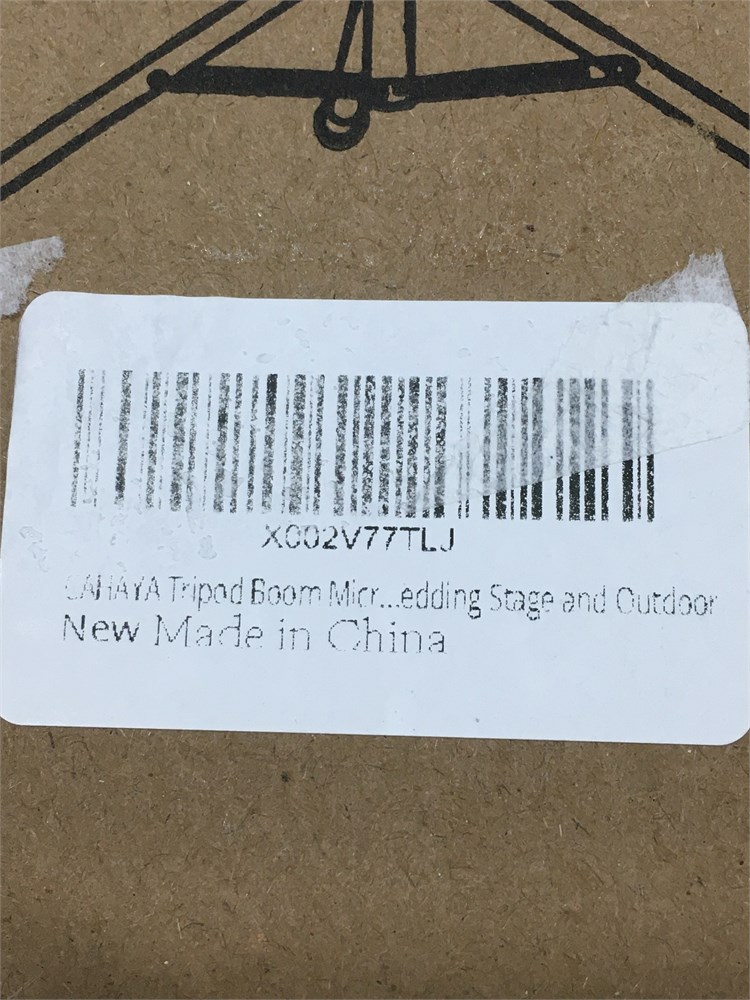 X002V77TLJ
CAHAYA Tripod Boom Micr...edding Stage and Outdoor
New Made in China